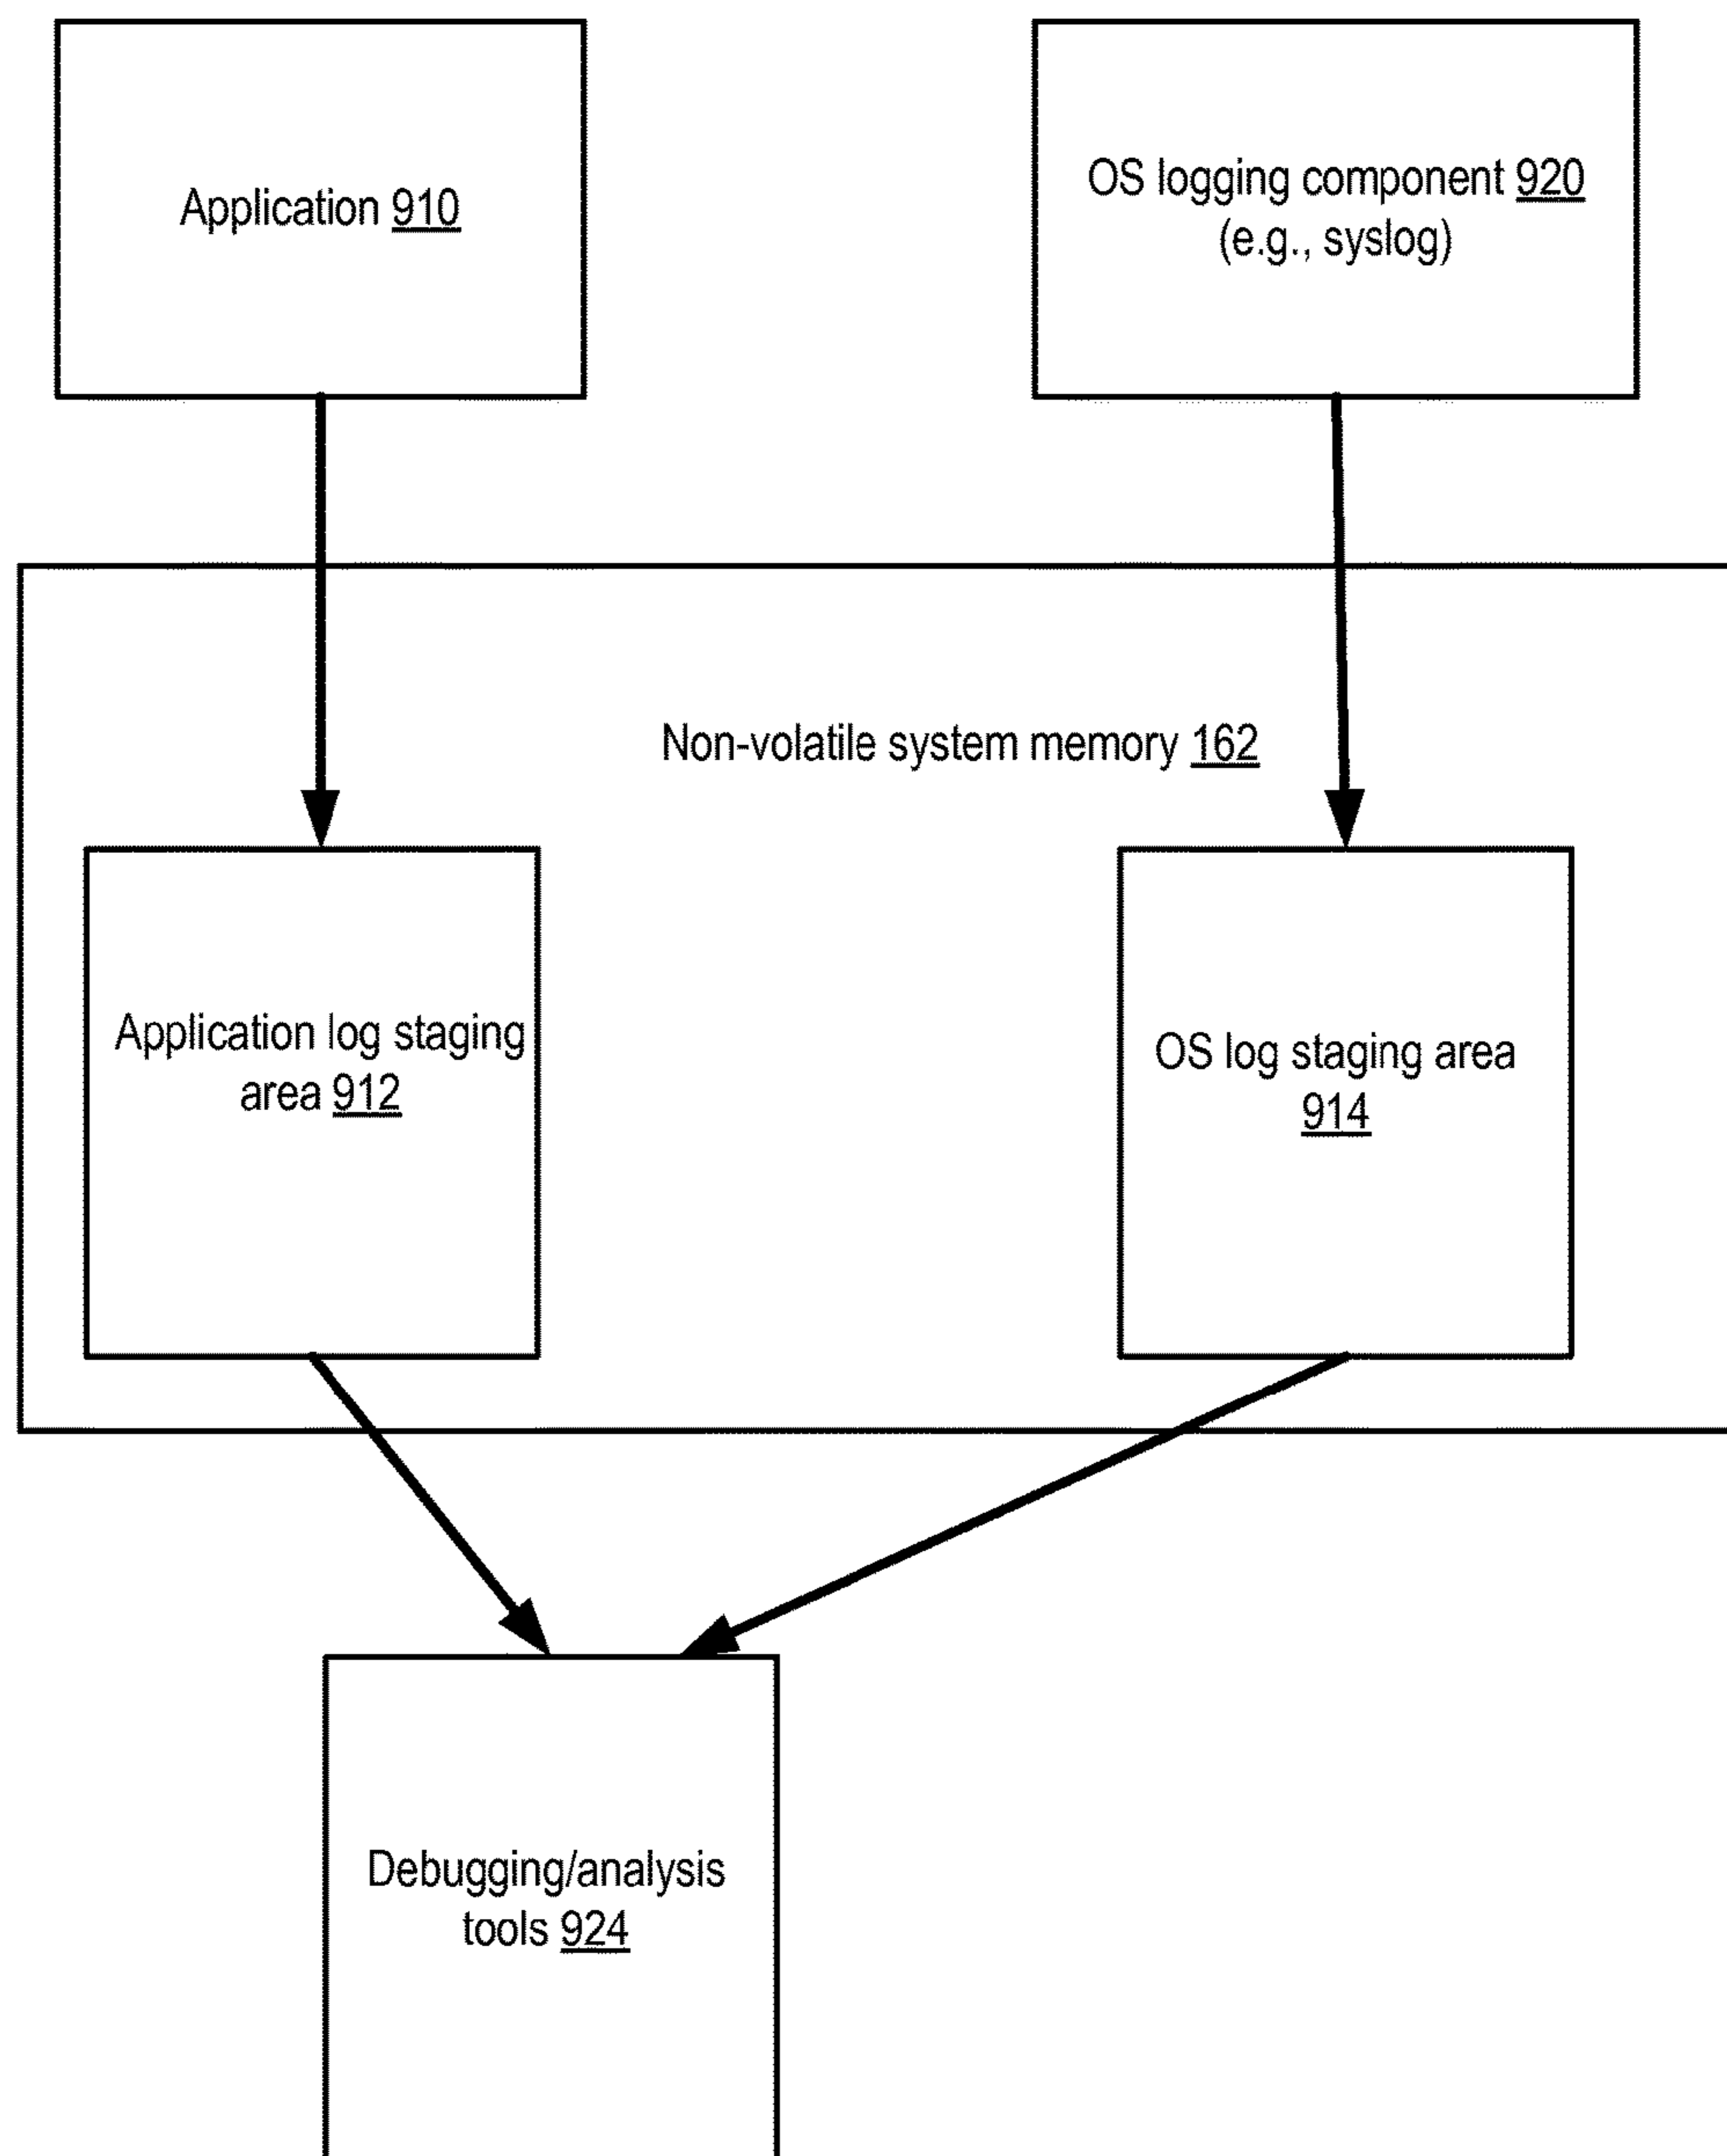 Application 910
OS logging component 920
(e.g., syslog)
Non-volatile system memory 162
Application log staging
area 912
OS log staging area
914
Debugging/analysis
tools 924